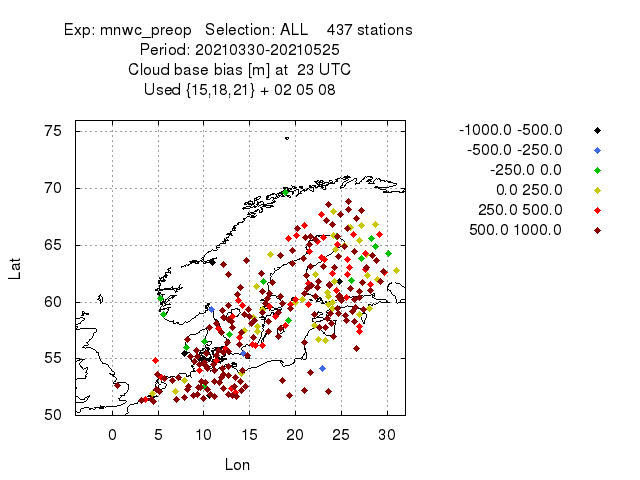 Exp: mnwc_preop   Selection: ALL    437 stations
Period: 20210330-20210525
Cloud base bias [m] at  23 UTC
Used {15,18,21} + 02 05 08
-1000.0 -500.0
-500.0 -250.0
-250.0 0.0
0.0 250.0
250.0 500.0
500.0 1000.0
75
70
65
60
55
50
Lat
0 5 10 15 20 25 30
Lon